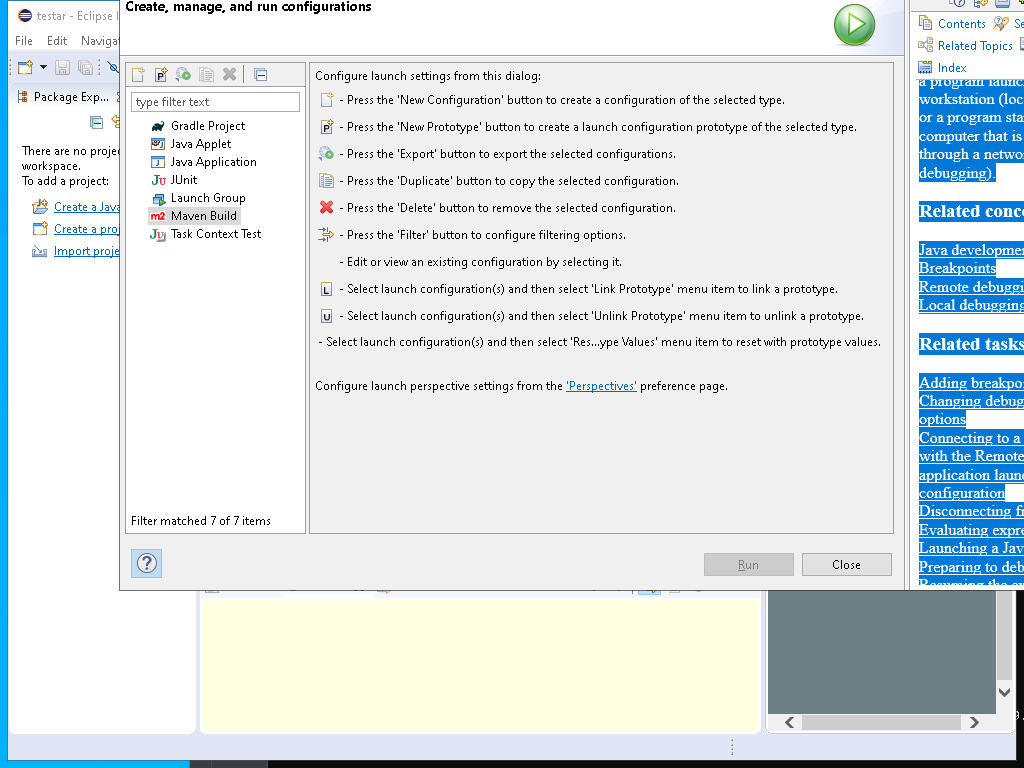 testar - Eclipse I
File Edit Navigat
Package Exp...
There are no projec
workspace.
To add a project:
Create a Java
Create a proj
Import proje
Create, manage, and run configurations
type filter text
Gradle Project
Java Applet
Java Application
JUnit
Launch Group
Maven Build
Task Context Test
Filter matched 7 of 7 items
Configure launch settings from this dialog:
- Press the 'New Configuration' button to create a configuration of the selected type.
- Press the 'New Prototype' button to create a launch configuration prototype of the selected type.
- Press the 'Export' button to export the selected configurations.
- Press the 'Duplicate' button to copy the selected configuration.
- Press the 'Delete' button to remove the selected configuration.
- Press the 'Filter' button to configure filtering options.
- Edit or view an existing configuration by selecting it.
- Select launch configuration(s) and then select 'Link Prototype' menu item to link a prototype.
- Select launch configuration(s) and then select 'Unlink Prototype' menu item to unlink a prototype.
- Select launch configuration(s) and then select 'Res...ype Values' menu item to reset with prototype values.
Configure launch perspective settings from the 'Perspectives' preference page.
Run Close
Contents Se
Related Topics
Index
a program launch
workstation (loc
or a program sta
computer that is
through a netwo
debugging).
Related conce
Java developmen
Breakpoints
Remote debuggi
Local debugging
Related tasks
Adding breakpoi
Changing debug
options
Connecting to a
with the Remote
application laun
configuration
Disconnecting fr
Evaluating expre
Launching a Jav
Preparing to deb
Resuming the ex